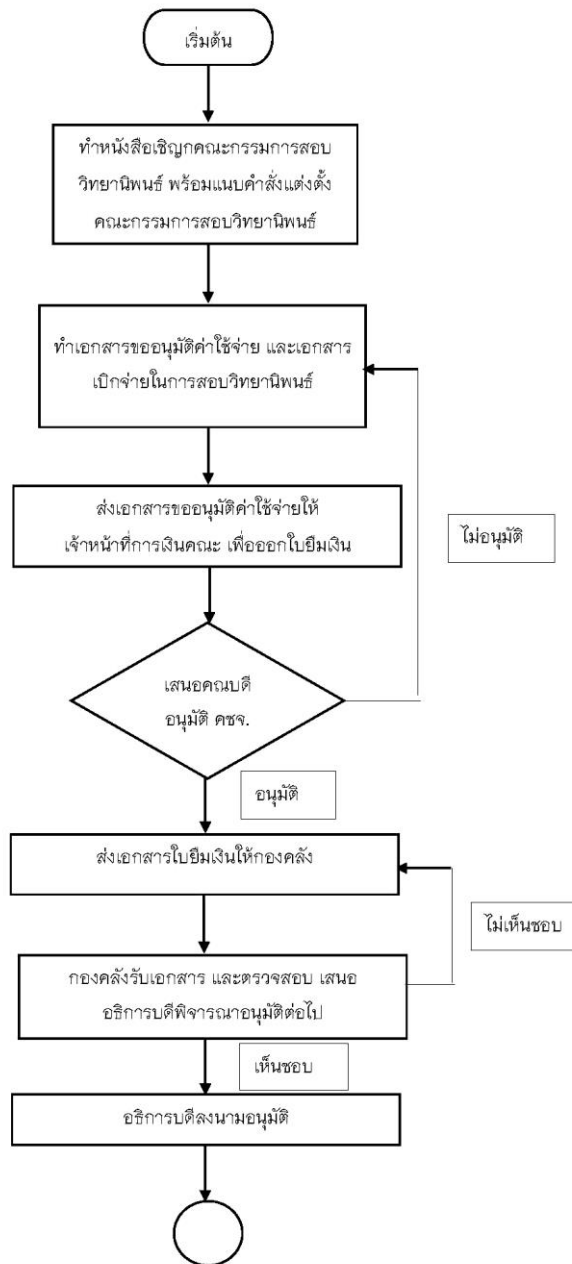 เริ่มต้น
ทำหนังสือเชิญกคณะกรรมการสอบ
วิทยานิพนธ์ พร้อมแนบคำสั่งแต่งตั้ง
คณะกรรมการสอบวิทยานิพนธ์
ทำเอกสารขออนุมัติค่าใช้จ่าย และเอกสาร
เบิกจ่ายในการสอบวิทยานิพนธ์
ส่งเอกสารขออนุมัติค่าใช้จ่ายให้
เจ้าหน้าที่การเงินคณะ เพื่อออกใบยืมเงิน
ไม่อนุมัติ
เสนอคณบดี
อนุมัติ คชจ.
อนุมัติ
ส่งเอกสารใบยืมเงินให้กองคลัง
ไม่เห็นชอบ
กองคลังรับเอกสาร และตรวจสอบ เสนอ
อธิการบดีพิจารณาอนุมัติต่อไป
เห็นชอบ
อธิการบดีลงนามอนุมัติ